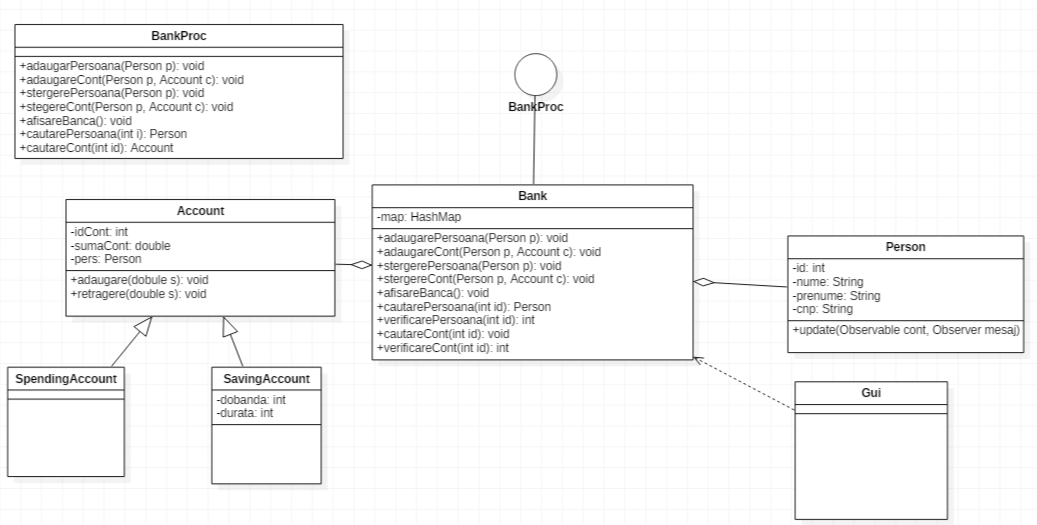 BankProc
+adaugarPersoana(Person p): void
+adaugareCont(Person p, Account c): void
+stergerePersoana(Person p): void
+stegereCont(Person p, Account c): void
+afisareBanca(): void
+cautarePersoana(int i): Person
+cautareCont(int id): Account
BankProc
Account
-idCont: int
-sumaCont: double
-pers: Person
+adaugare(dobule s): void
+retragere(double s): void
Bank
-map: HashMap
+adaugarePersoana(Person p): void
+adaugareCont(Person p, Account c): void
+stergerePersoana(Person p): void
+stergereCont(Person p, Account c): void
+afisareBanca(): void
+cautarePersoana(int id): Person
+verificarePersoana(int id): int
+cautareCont(int id): void
+verificareCont(int id): int
Person
-id: int
-nume: String
-prenume: String
-cnp: String
+update(Observable cont, Observer mesaj)
SpendingAccount
SavingAccount
-dobanda: int
-durata: int
Gui